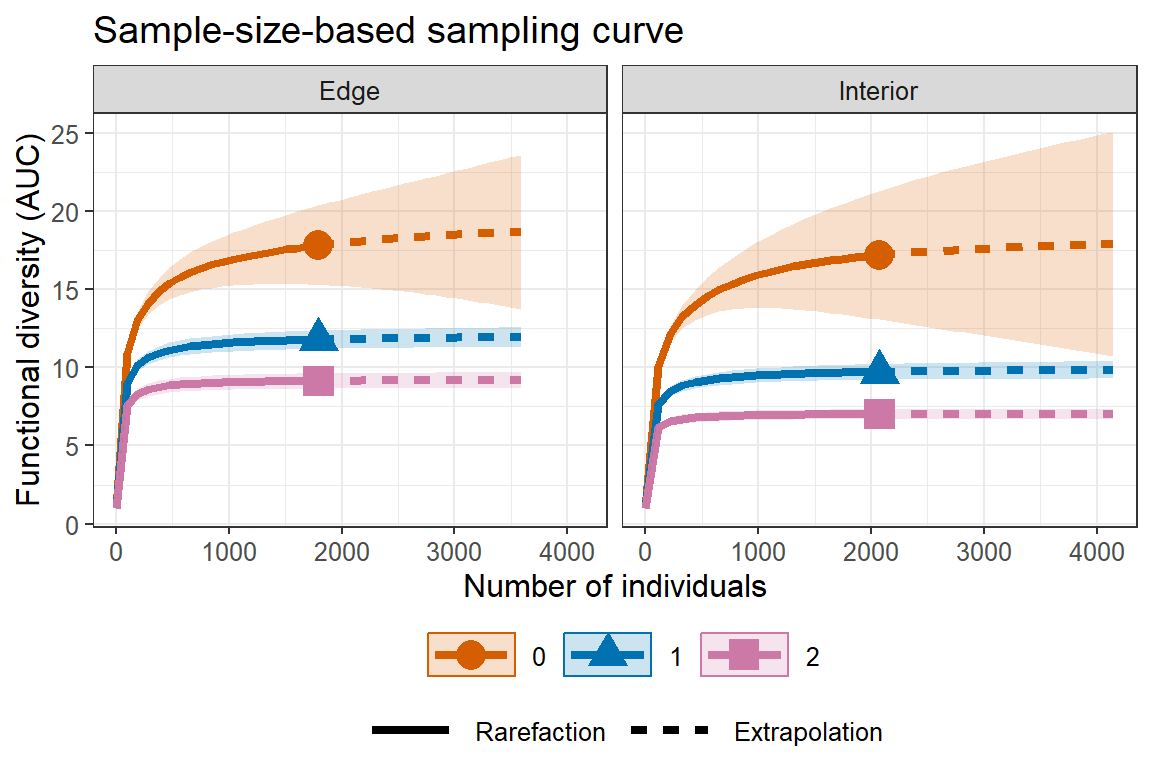 Sample-size-based sampling curve
Edge Interior
Functional diversity (AUC)
25
20
15
10
5
0
0 1000 2000 3000 4000 0 1000 2000 3000 4000
Number of individuals
0 1 2
Rarefaction Extrapolation